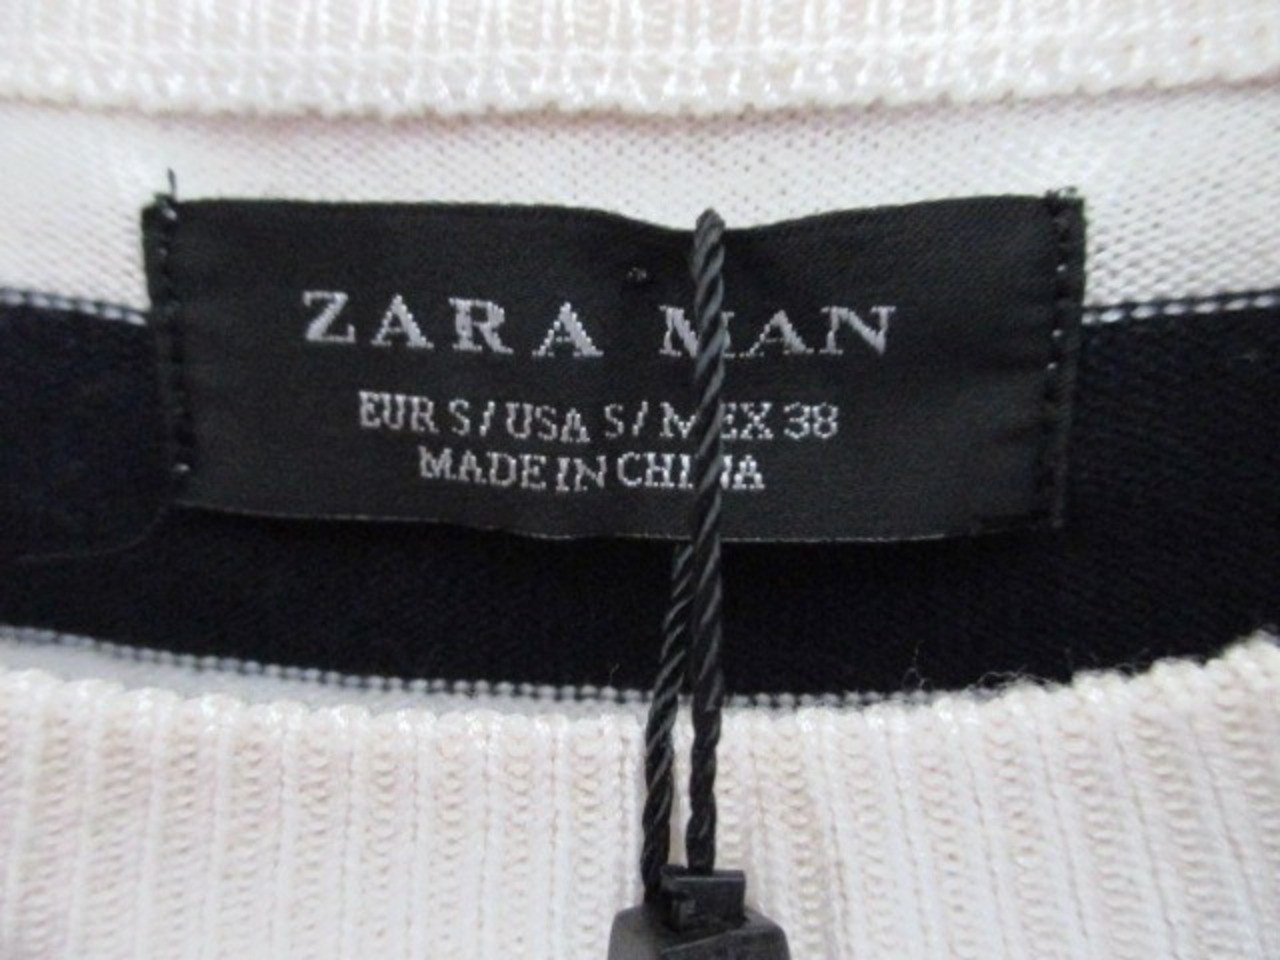 ZARA MAN
EUR S / USA S / MEX 38
MADE IN CHINA